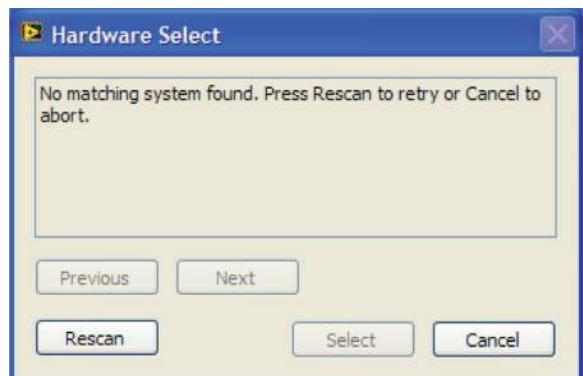 Hardware Select
No matching system found. Press Rescan to retry or Cancel to
abort.
Previous
Next
Rescan
Select
Cancel